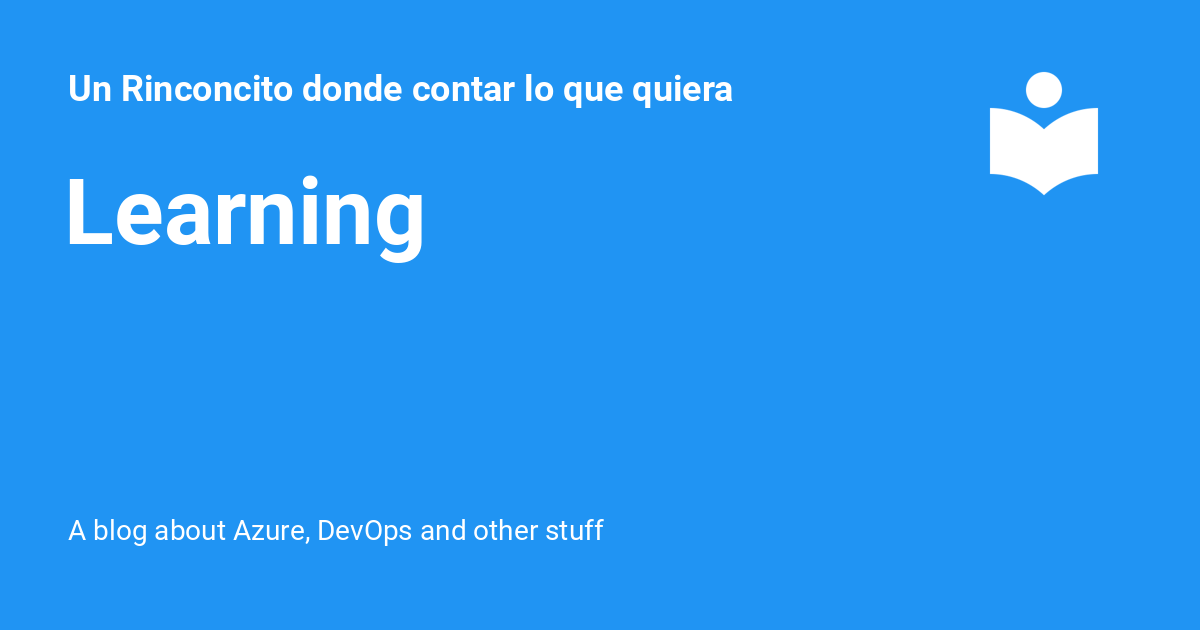 Un Rinconcito donde contar lo que quiera
Learning
A blog about Azure, DevOps and other stuff